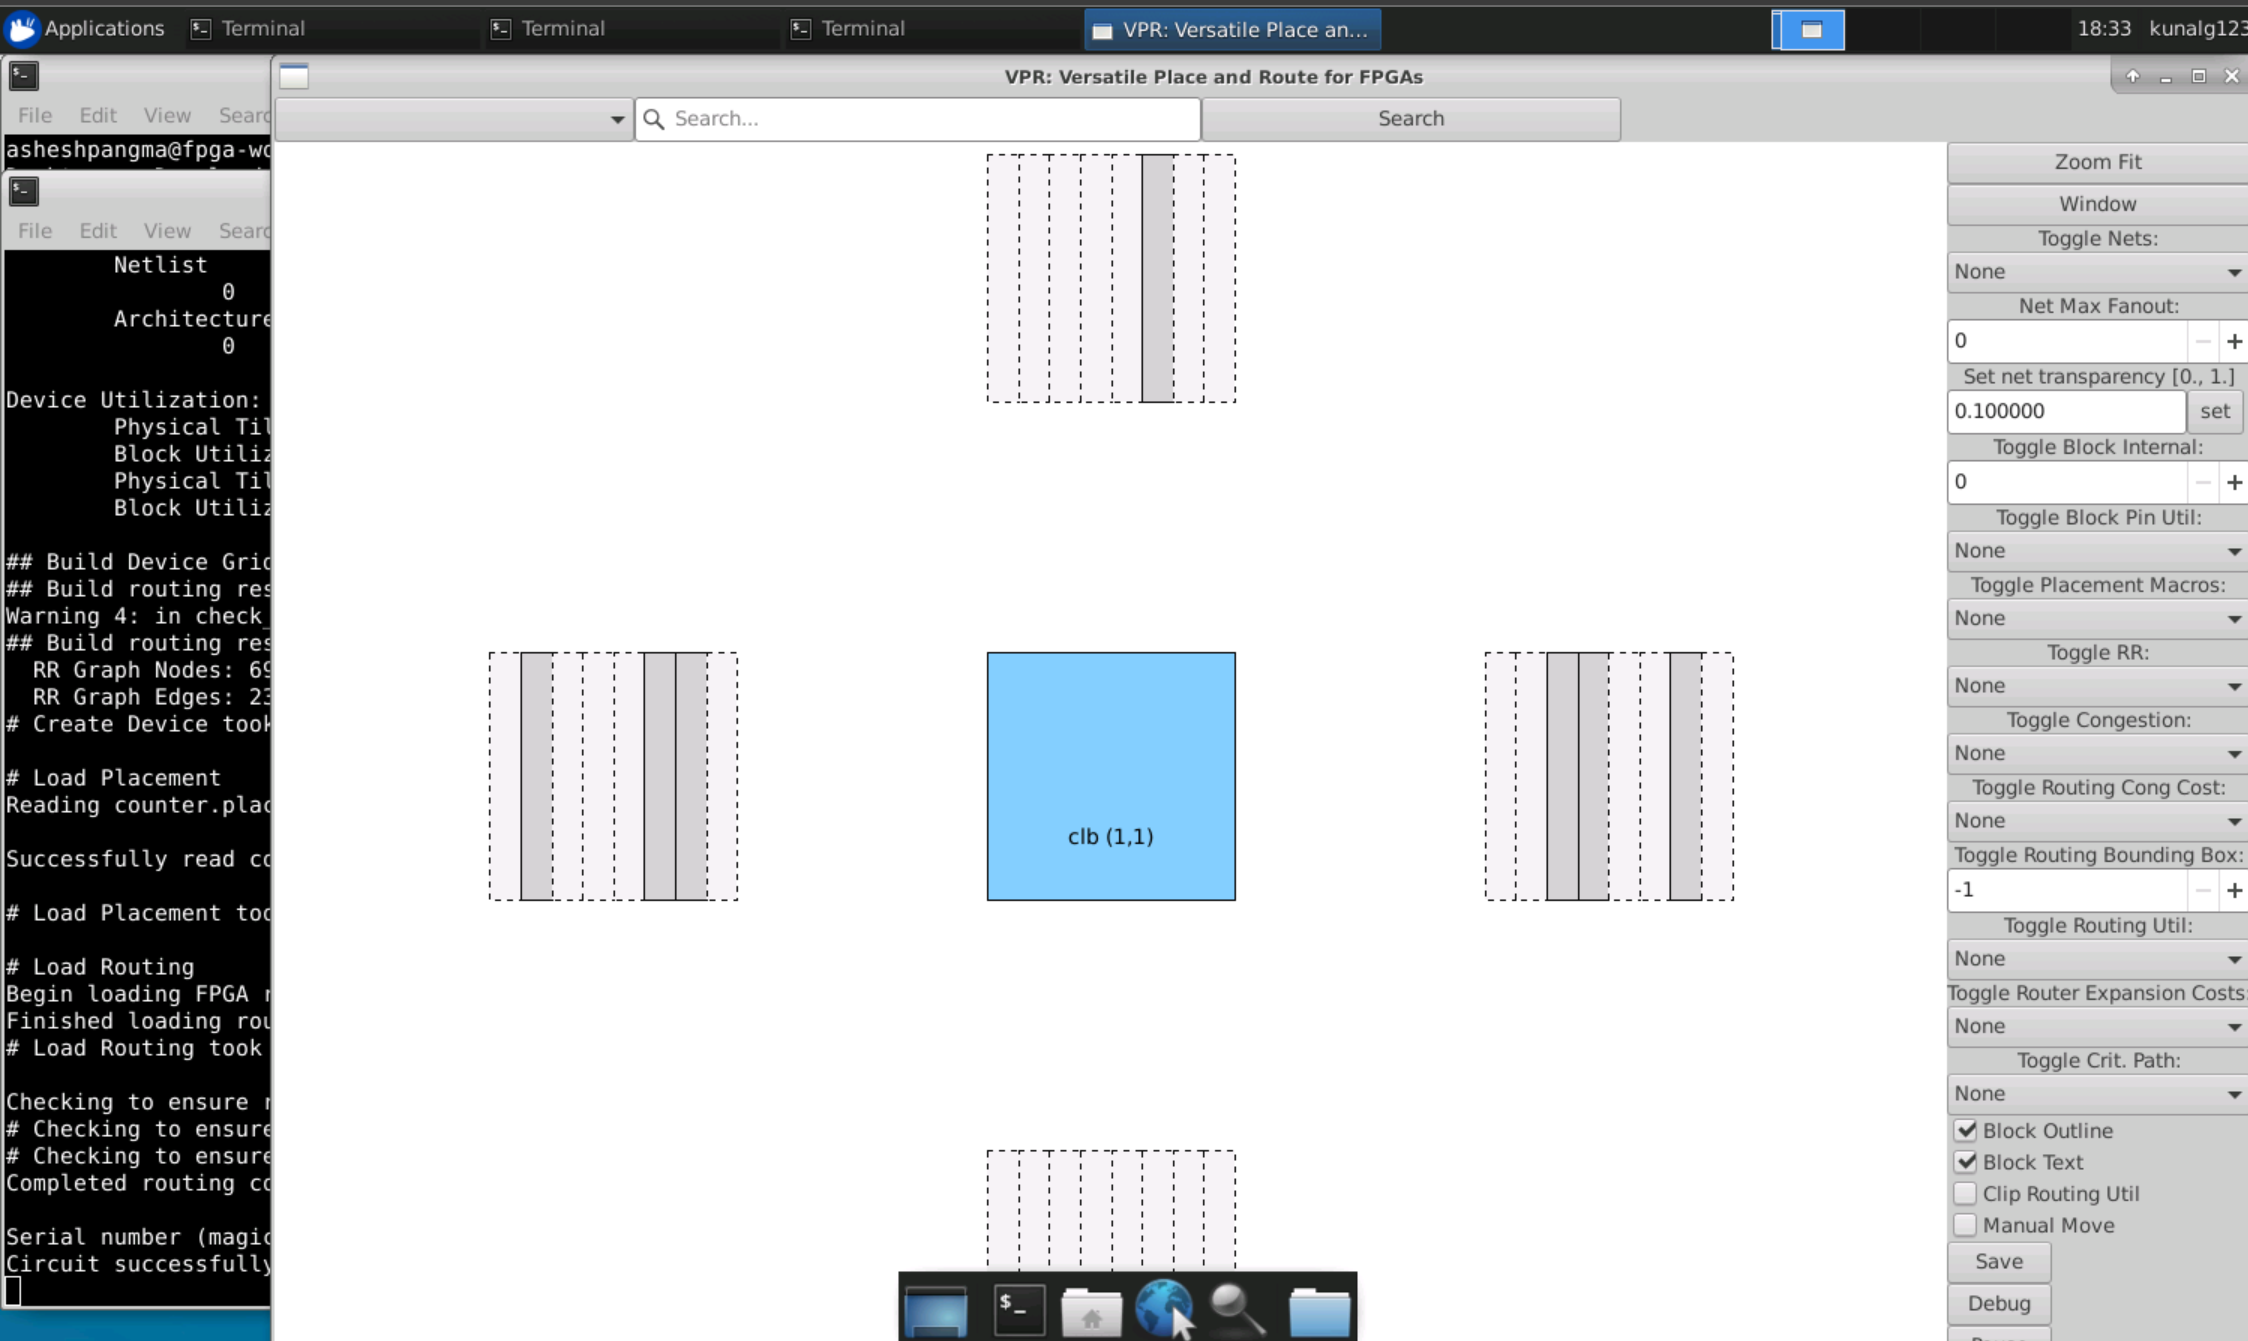 Applications
Terminal
Terminal
Terminal
VPR: Versatile Place an...
18:33
kunalg123
VPR: Versatile Place and Route for FPGAs
File Edit View Searc
asheshpangma@fpga-wo
File Edit View Searc
Netlist
0
Architecture
0
Device Utilization:
Physical Til
Block Utiliz
Physical Til
Block Utiliz
## Build Device Grid
## Build routing res
Warning 4: in check_
## Build routing res
RR Graph Nodes: 69
RR Graph Edges: 23
# Create Device took
# Load Placement
Reading counter.plac
Successfully read co
# Load Placement too
# Load Routing
Begin loading FPGA r
Finished loading rou
# Load Routing took
Checking to ensure r
# Checking to ensure
# Checking to ensure
Completed routing co
Serial number (magic
Circuit successfully
Search...
Search
clb (1,1)
Zoom Fit
Window
Toggle Nets:
None
Net Max Fanout:
0
Set net transparency [0., 1.]
0.100000 set
Toggle Block Internal:
0
Toggle Block Pin Util:
None
Toggle Placement Macros:
None
Toggle RR:
None
Toggle Congestion:
None
Toggle Routing Cong Cost:
None
Toggle Routing Bounding Box:
-1
Toggle Routing Util:
None
Toggle Router Expansion Costs:
None
Toggle Crit. Path:
None
Block Outline
Block Text
Clip Routing Util
Manual Move
Save
Debug